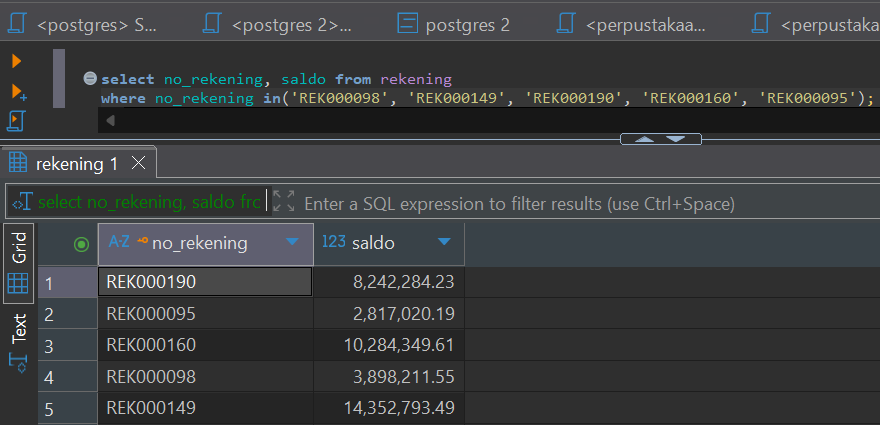 <postgres> S...
<postgres 2>...
postgres 2
<perpustakaa...
<perpustaka
select no_rekening, saldo from rekening
where no_rekening in('REK000098', 'REK000149', 'REK000190', 'REK000160', 'REK000095');
rekening 1
select no_rekening, saldo frc
Enter a SQL expression to filter results (use Ctrl+Space)
Grid
Text
A-Z no_rekening
123 saldo
1 REK000190 8,242,284.23
2 REK000095 2,817,020.19
3 REK000160 10,284,349.61
4 REK000098 3,898,211.55
5 REK000149 14,352,793.49